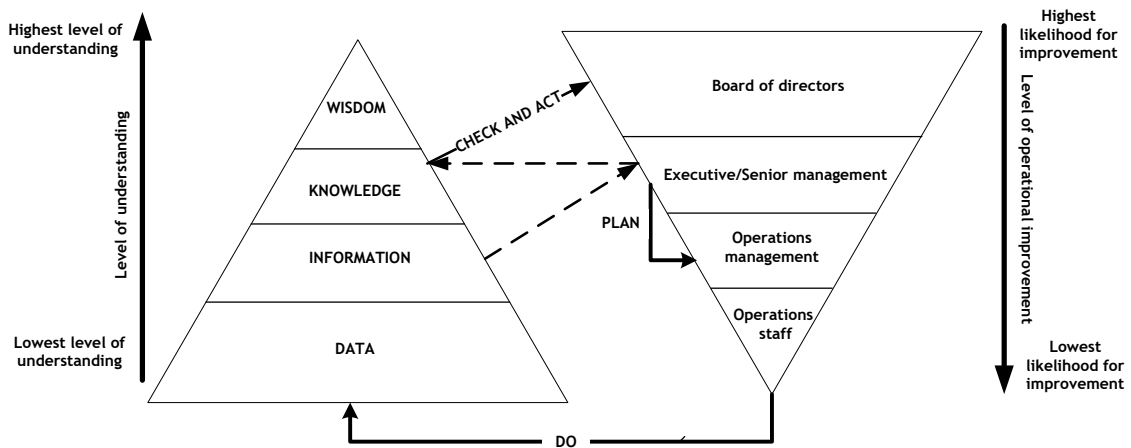 Highest level of
understanding
Level of understanding
Lowest level of
understanding
WISDOM
KNOWLEDGE
INFORMATION
DATA
CHECK AND ACT
PLAN
DO
Board of directors
Executive/Senior management
Operations
management
Operations
staff
Highest
likelihood for
improvement
Level of operational improvement
Lowest
likelihood for
improvement